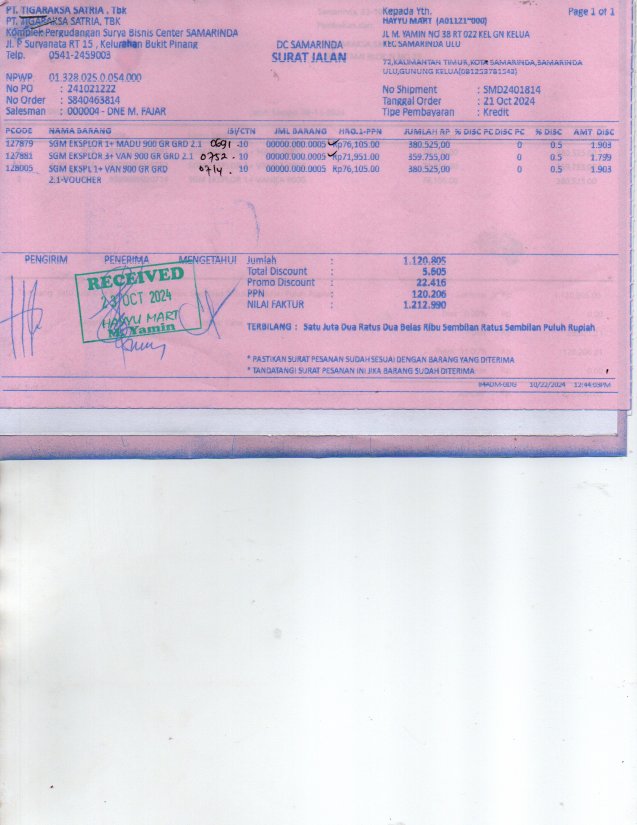 PT. TIGARAKSA SATRIA , Tbk
PT. TIGARAKSA SATRIA, TBK
Komplek Pergudangan Surya Bisnis Center SAMARINDA
Jl. P Suryanata RT 15 , Kelurahan Bukit Pinang
Telp. 0541-2459003
NPWP 01.328.025.0.054.000
No PO : 241021222
No Order : S840463814
Salesman : 000004 - DNE M. FAJAR
DC SAMARINDA
SURAT JALAN
Kepada Yth. Page 1 of 1
HAYYU MART (A01121~000)
JL M. YAMIN NO 38 RT 022 KEL GN KELUA
KEC SAMARINDA ULU
72,KALIMANTAN TIMUR,KOTA SAMARINDA,SAMARINDA
ULU,GUNUNG KELUA(081253781543)
No Shipment : SMD2401814
Tanggal Order : 21 Oct 2024
Tipe Pembayaran : Kredit
PCODE NAMA BARANG ISI/CTN JML BARANG HRG.1-PPN JUMLAH RP % DISC PC DISC PC % DISC AMT DISC
127879 SGM EKSPLOR 1+ MADU 900 GR GRD 2.1 0691 10 00000.000.0005 Rp76,105.00 380.525,00 0 0.5 1.903
127881 SGM EKSPLOR 3+ VAN 900 GR GRD 2.1 0752 10 00000.000.0005 Rp71,951.00 359.755,00 0 0.5 1.799
128005 SGM EKSPL 1+ VAN 900 GR GRD 0714 10 00000.000.0005 Rp76,105.00 380.525,00 0 0.5 1.903
2.1-VOUCHER
PENGIRIM PENERIMA MENGETAHUI
Jumlah : 1.120.805
Total Discount : 5.605
Promo Discount : 22.416
PPN : 120.206
NILAI FAKTUR : 1.212.990
RECEIVED
23 OCT 2024
HAYYU MART
M. Yamin
TERBILANG : Satu Juta Dua Ratus Dua Belas Ribu Sembilan Ratus Sembilan Puluh Rupiah
* PASTIKAN SURAT PESANAN SUDAH SESUAI DENGAN BARANG YANG DITERIMA
* TANDATANGI SURAT PESANAN INI JIKA BARANG SUDAH DITERIMA
10/22/2024 12:44:03PM